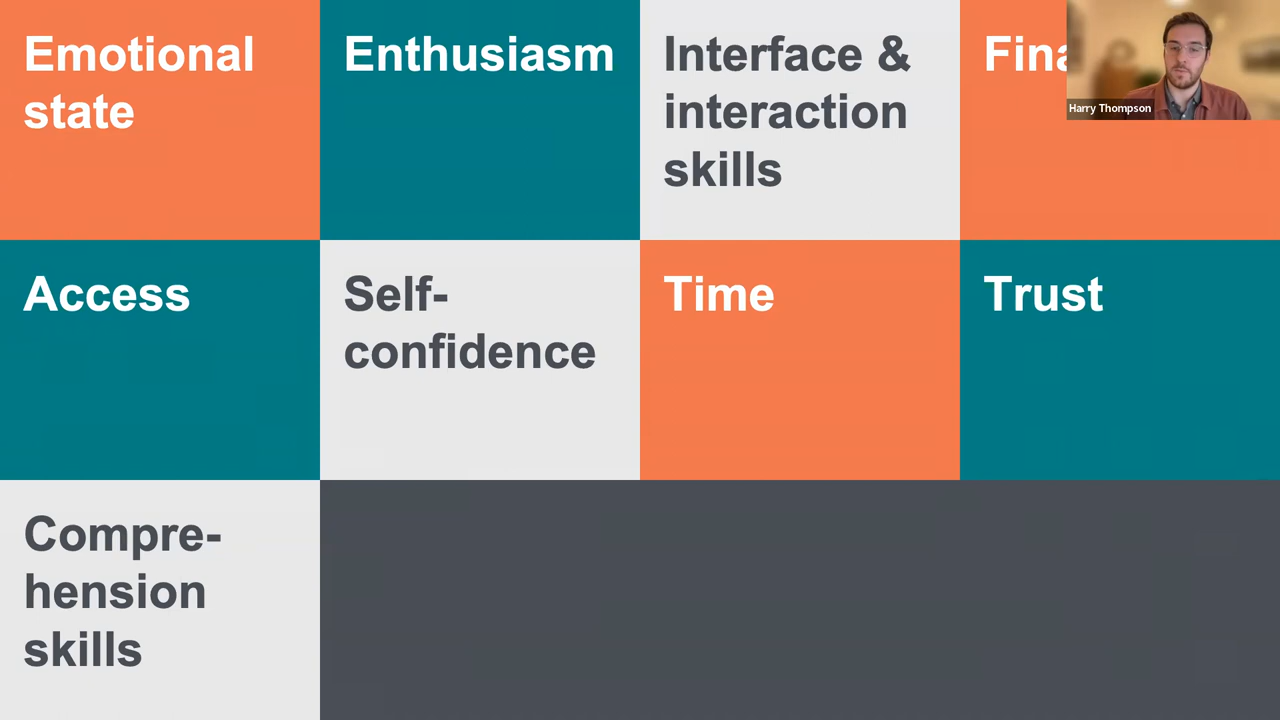 Emotional
state
Enthusiasm
Interface &
interaction
skills
Harry Thompson
Access
Self-
confidence
Time
Trust
Compre-
hension
skills